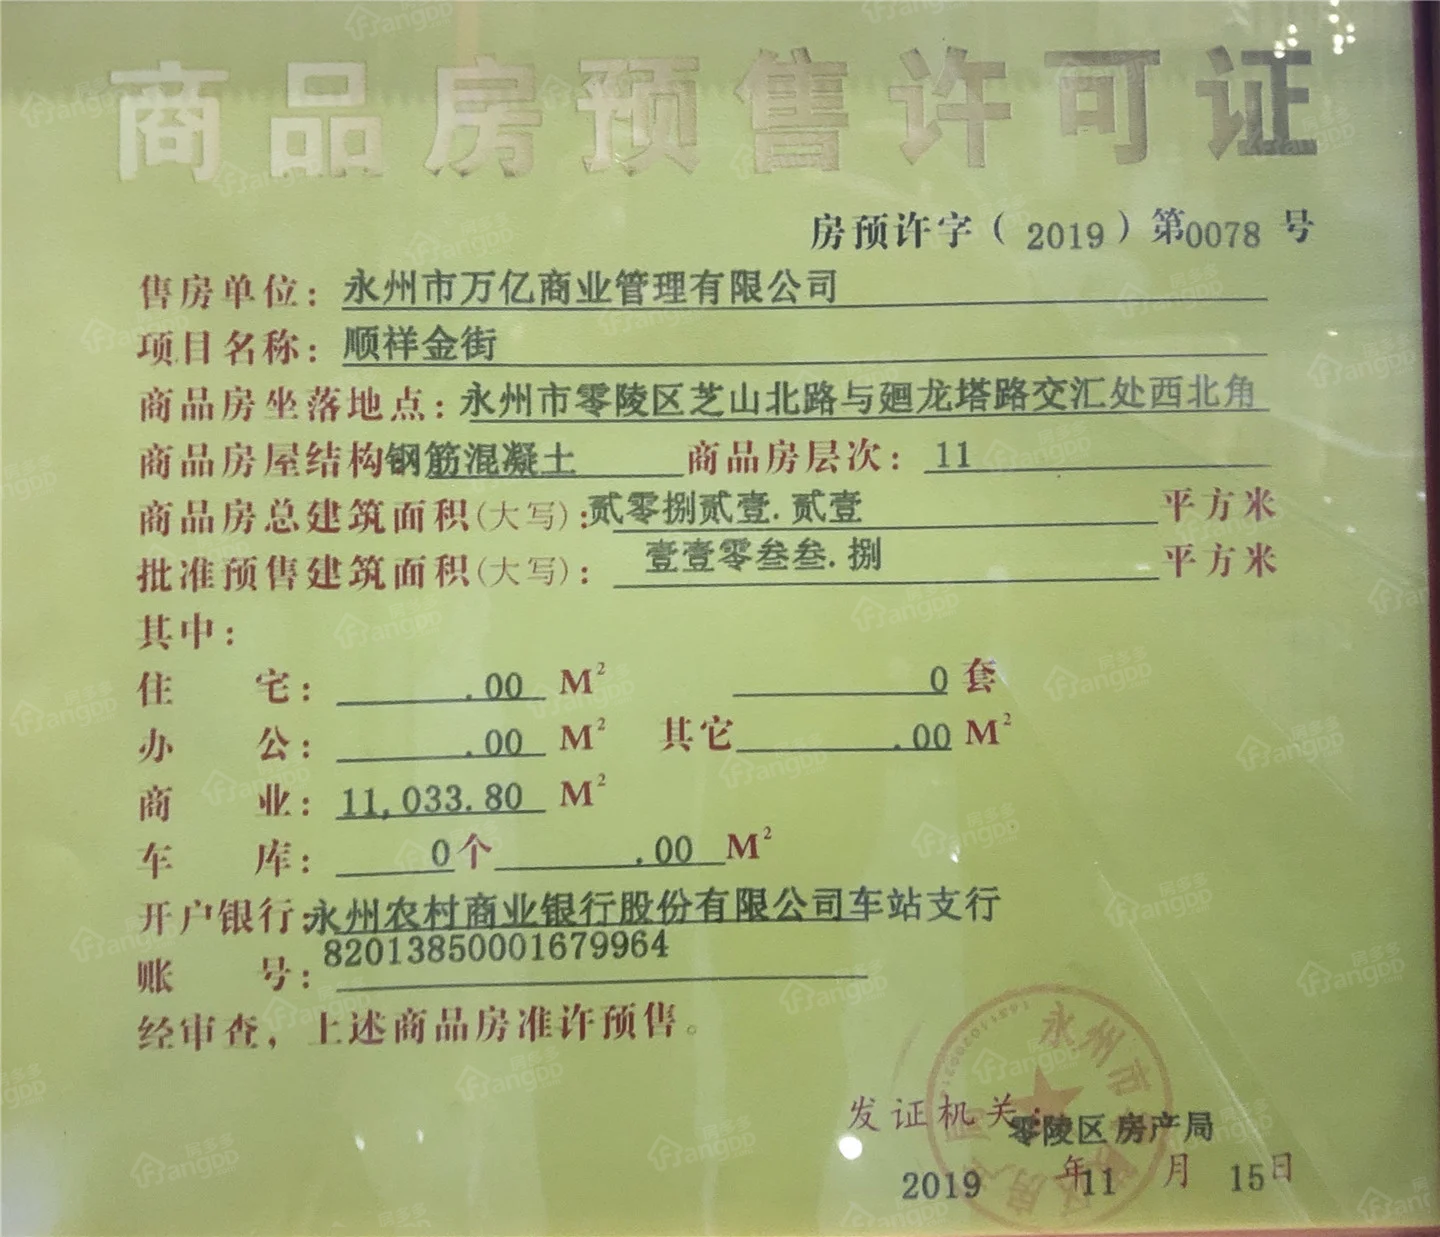 商品房预售许可证
房预许字（2019）第0078 号
售房单位：永州市万亿商业管理有限公司
项目名称：顺祥金街
商品房坐落地点：永州市零陵区芝山北路与廻龙塔路交汇处西北角
商品房屋结构钢筋混凝土 商品房层次：11
商品房总建筑面积(大写)：贰零捌贰壹.贰壹 平方米
批准预售建筑面积(大写)：壹壹零叁叁.捌 平方米
其中：
住 宅： .00 M² 0 套
办 公： .00 M² 其它 .00 M²
商 业：11,033.80 M²
车 库： 0个 .00 M²
开户银行：永州农村商业银行股份有限公司车站支行
账 号：82013850001679964
经审查，上述商品房准许预售。
永州市
发证机关：零陵区房产局
2019 年11 月 15日